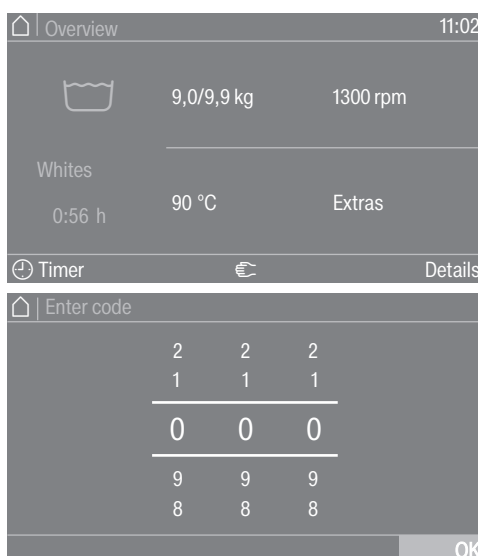 Overview 11:02
9,0/9,9 kg 1300 rpm
Whites
90 °C Extras
0:56 h
Timer Details
Enter code
2 2 2
1 1 1
0 0 0
9 9 9
8 8 8
OK